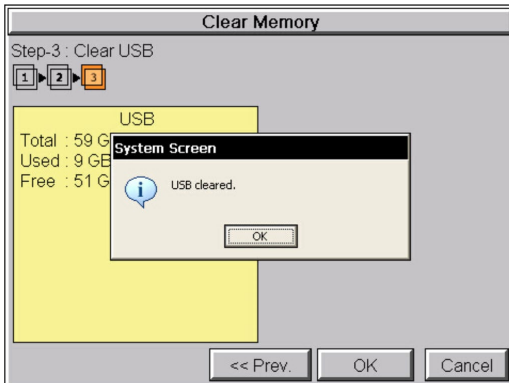 Clear Memory
Step-3 : Clear USB
1 2 3
USB
Total : 59 G
Used : 9 GB
Free : 51 G
System Screen
USB cleared.
OK
<< Prev.
OK
Cancel